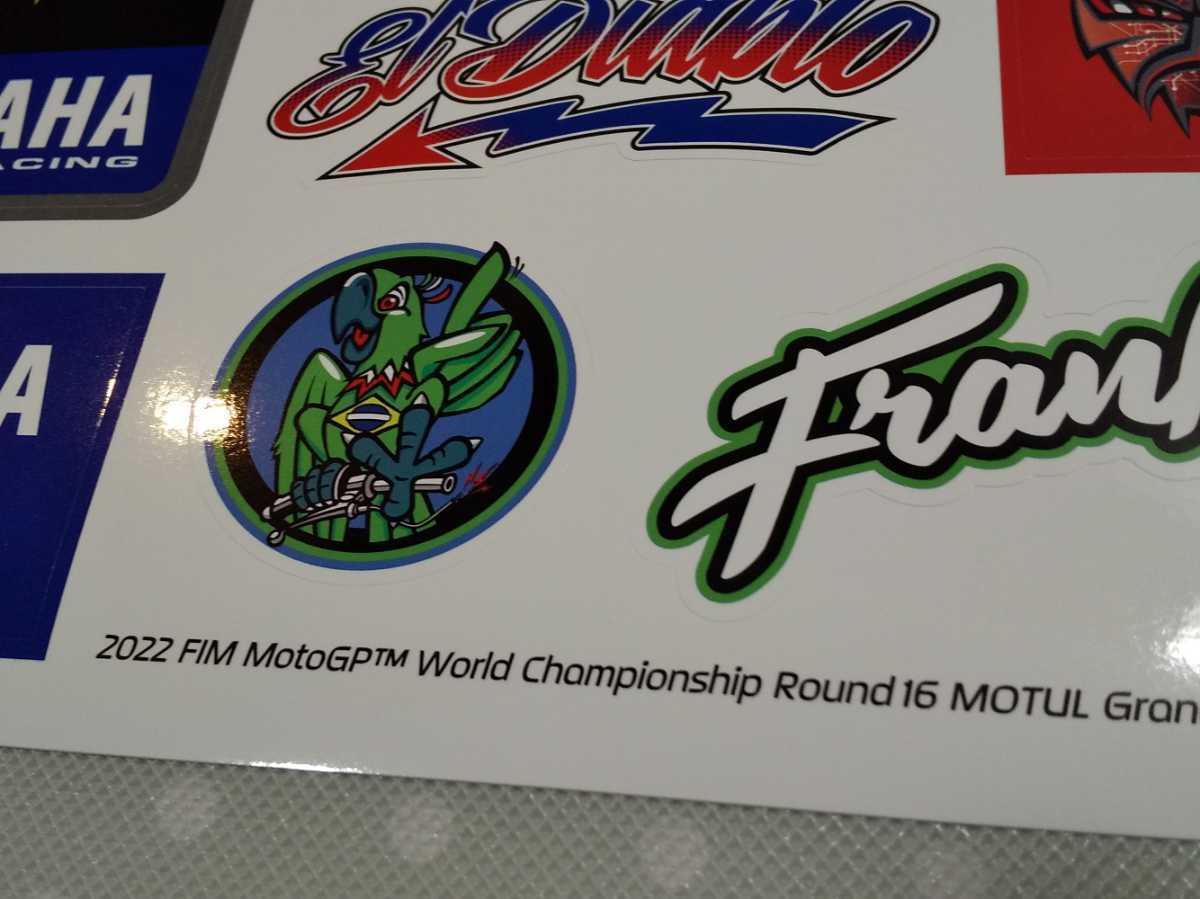 El Diablo
AHA
ACING
A
Fran
2022 FIM MotoGP™ World Championship Round 16 MOTUL Gran